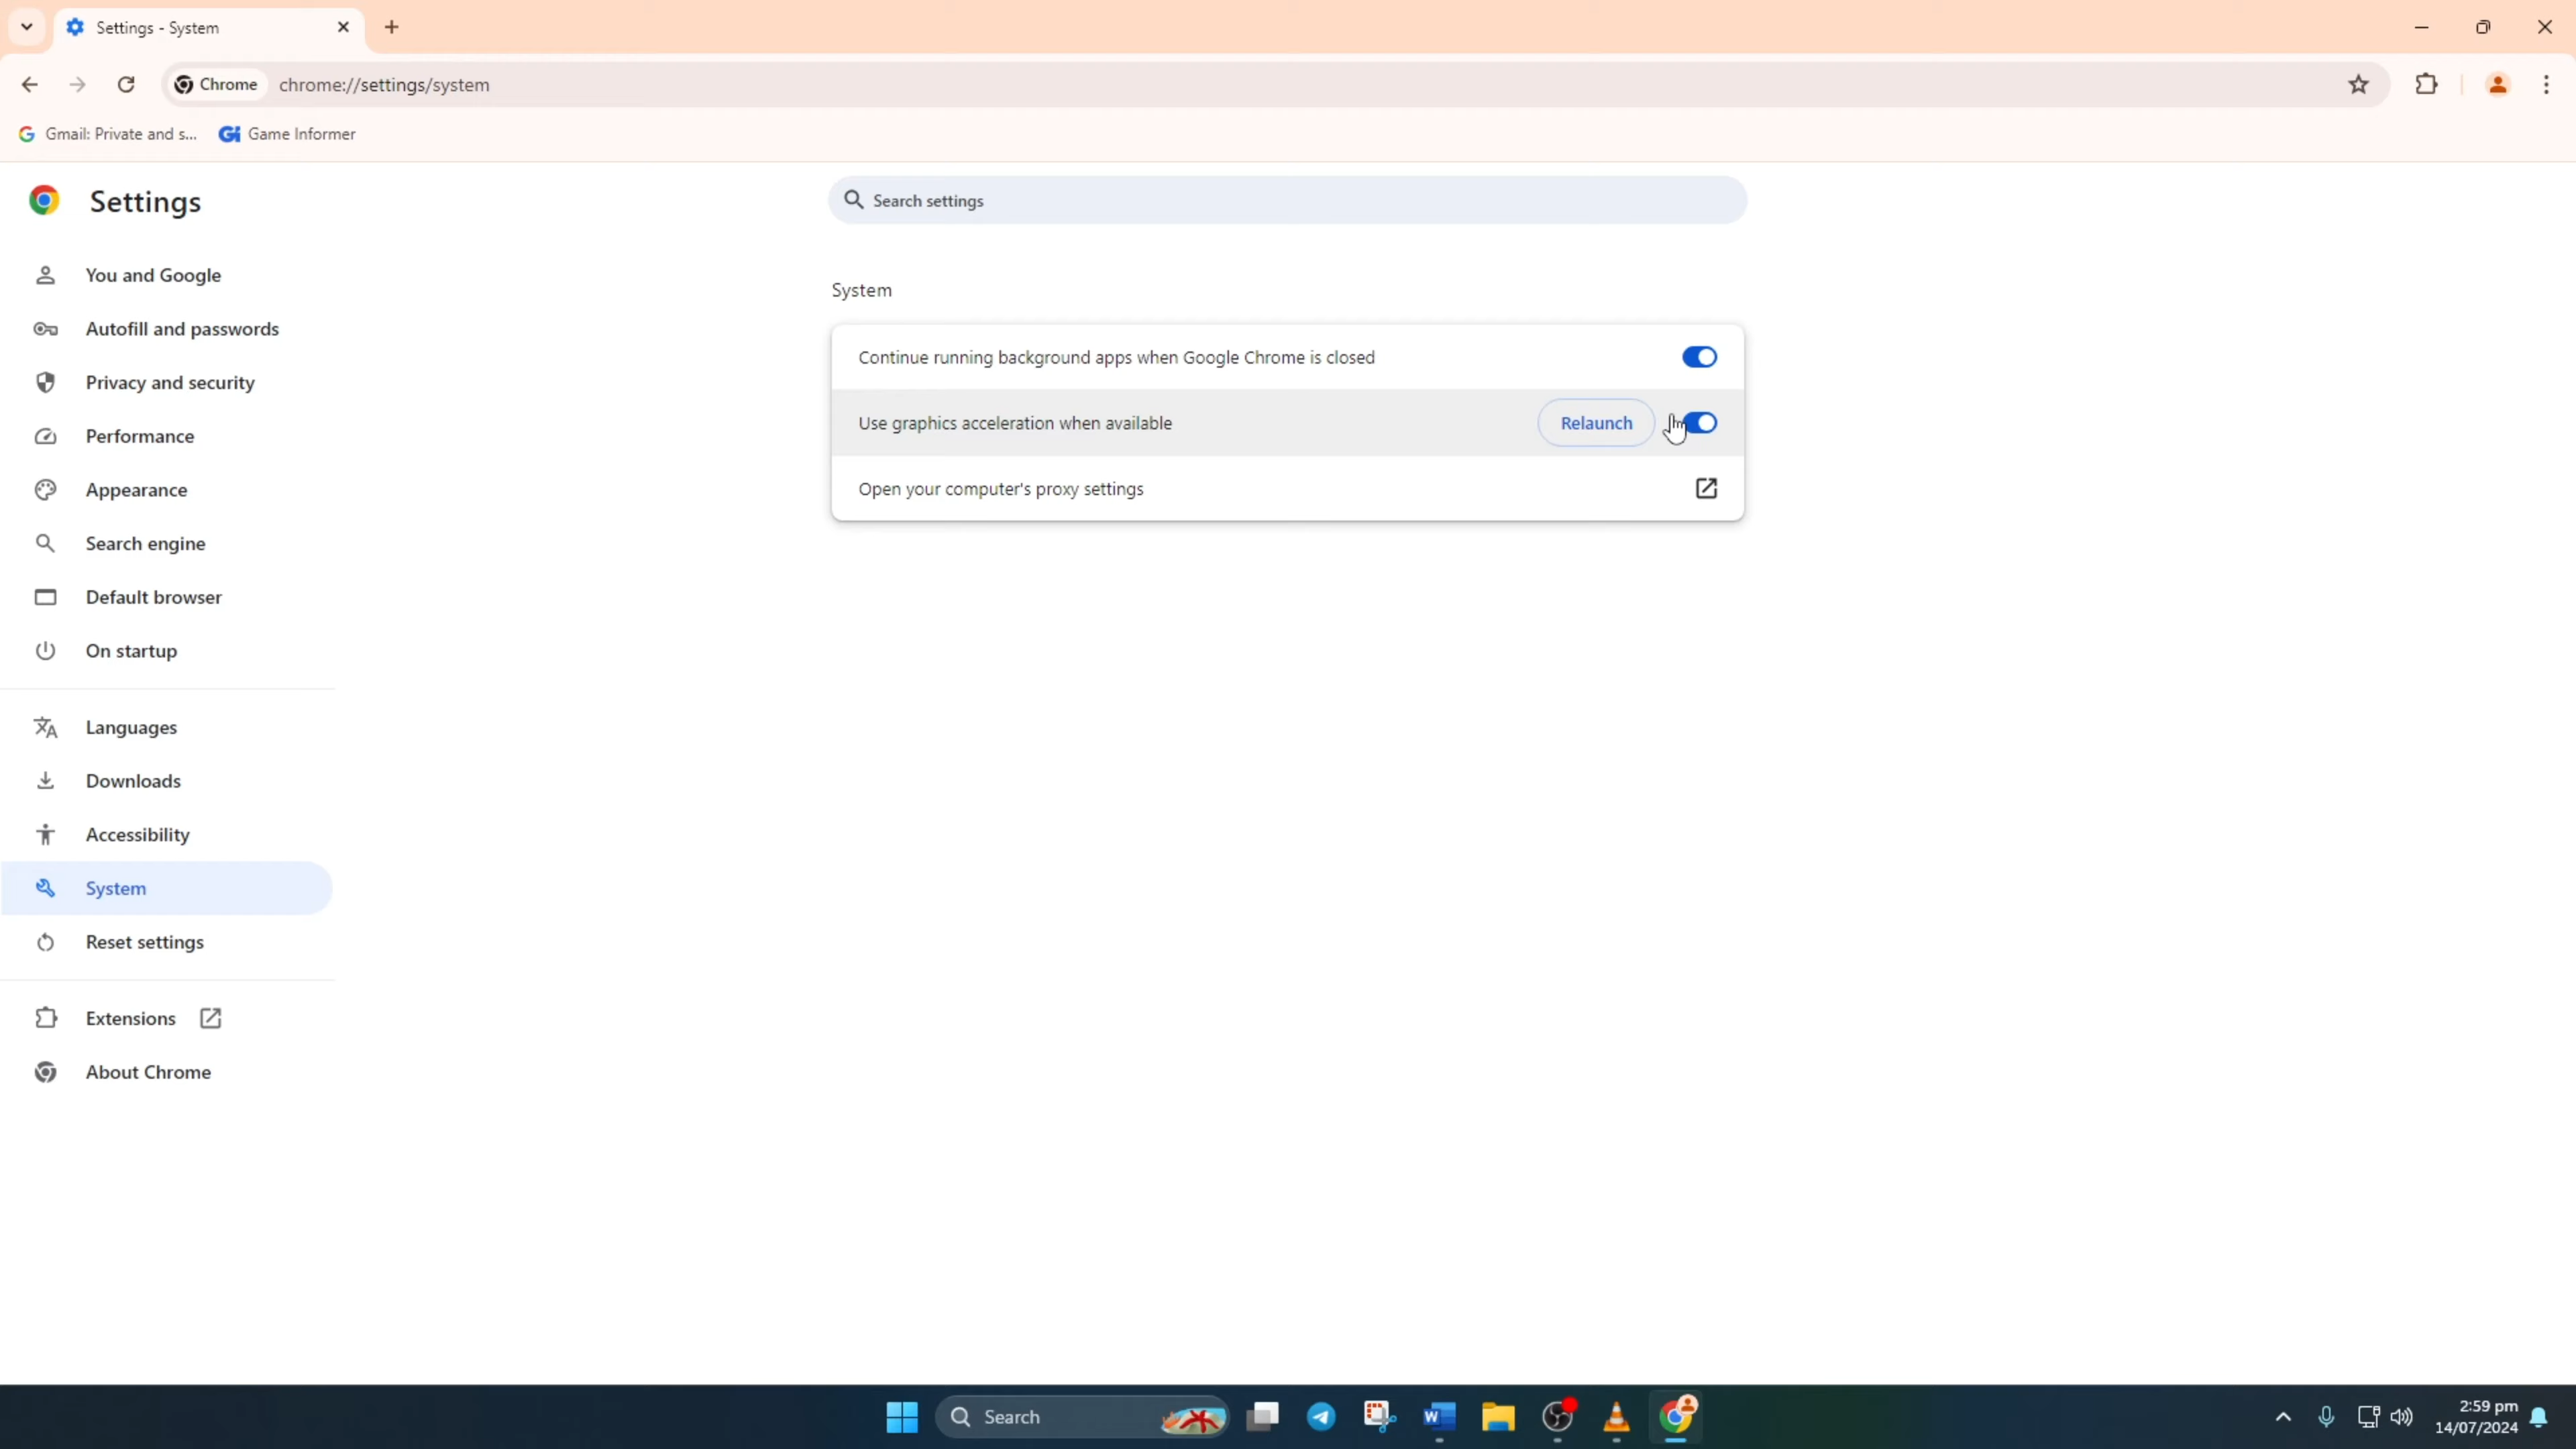 Settings - System
Chrome
chrome://settings/system
Gmail: Private and s...
Game Informer
Settings
Search settings
You and Google
Autofill and passwords
Privacy and security
Performance
Appearance
Search engine
Default browser
On startup
Languages
Downloads
Accessibility
System
Reset settings
Extensions
About Chrome
System
Continue running background apps when Google Chrome is closed
Use graphics acceleration when available
Relaunch
Open your computer's proxy settings
Search
2:59 pm
14/07/2024